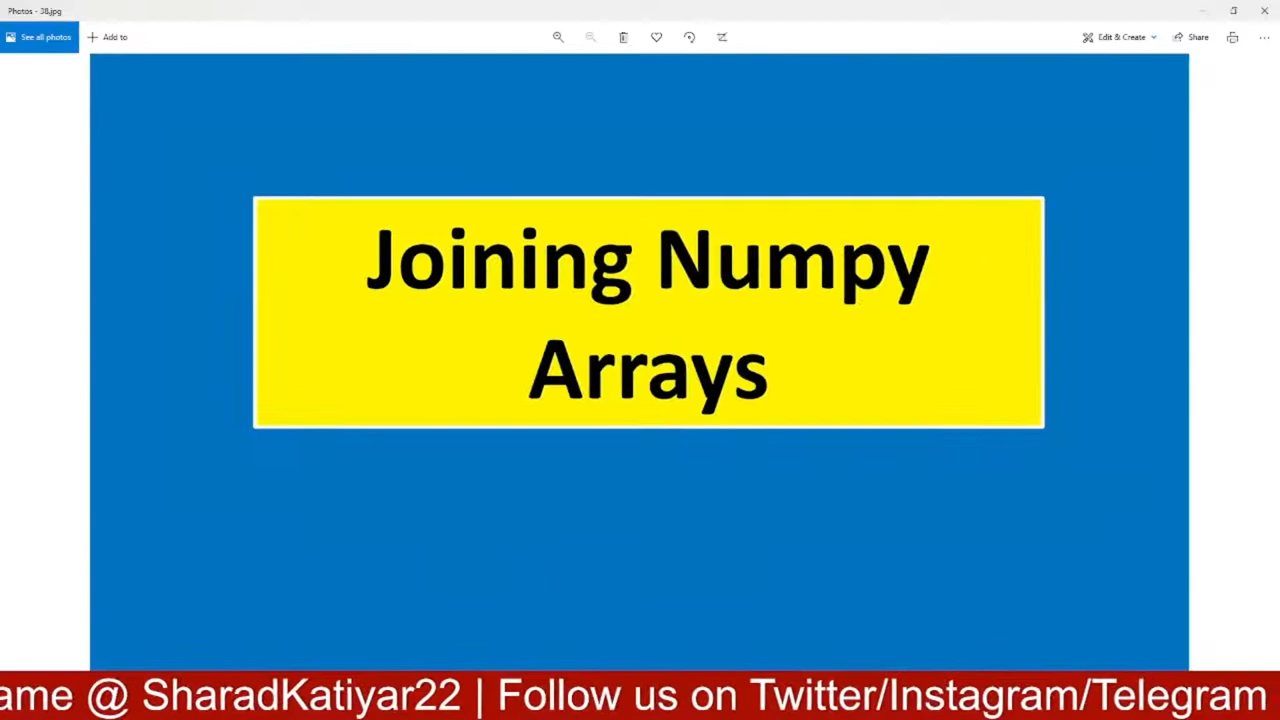 Photos - 38.jpg
See all photos
Add to
Edit & Create
Share
Joining Numpy
Arrays
ame @ SharadKatiyar22 | Follow us on Twitter/Instagram/Telegram